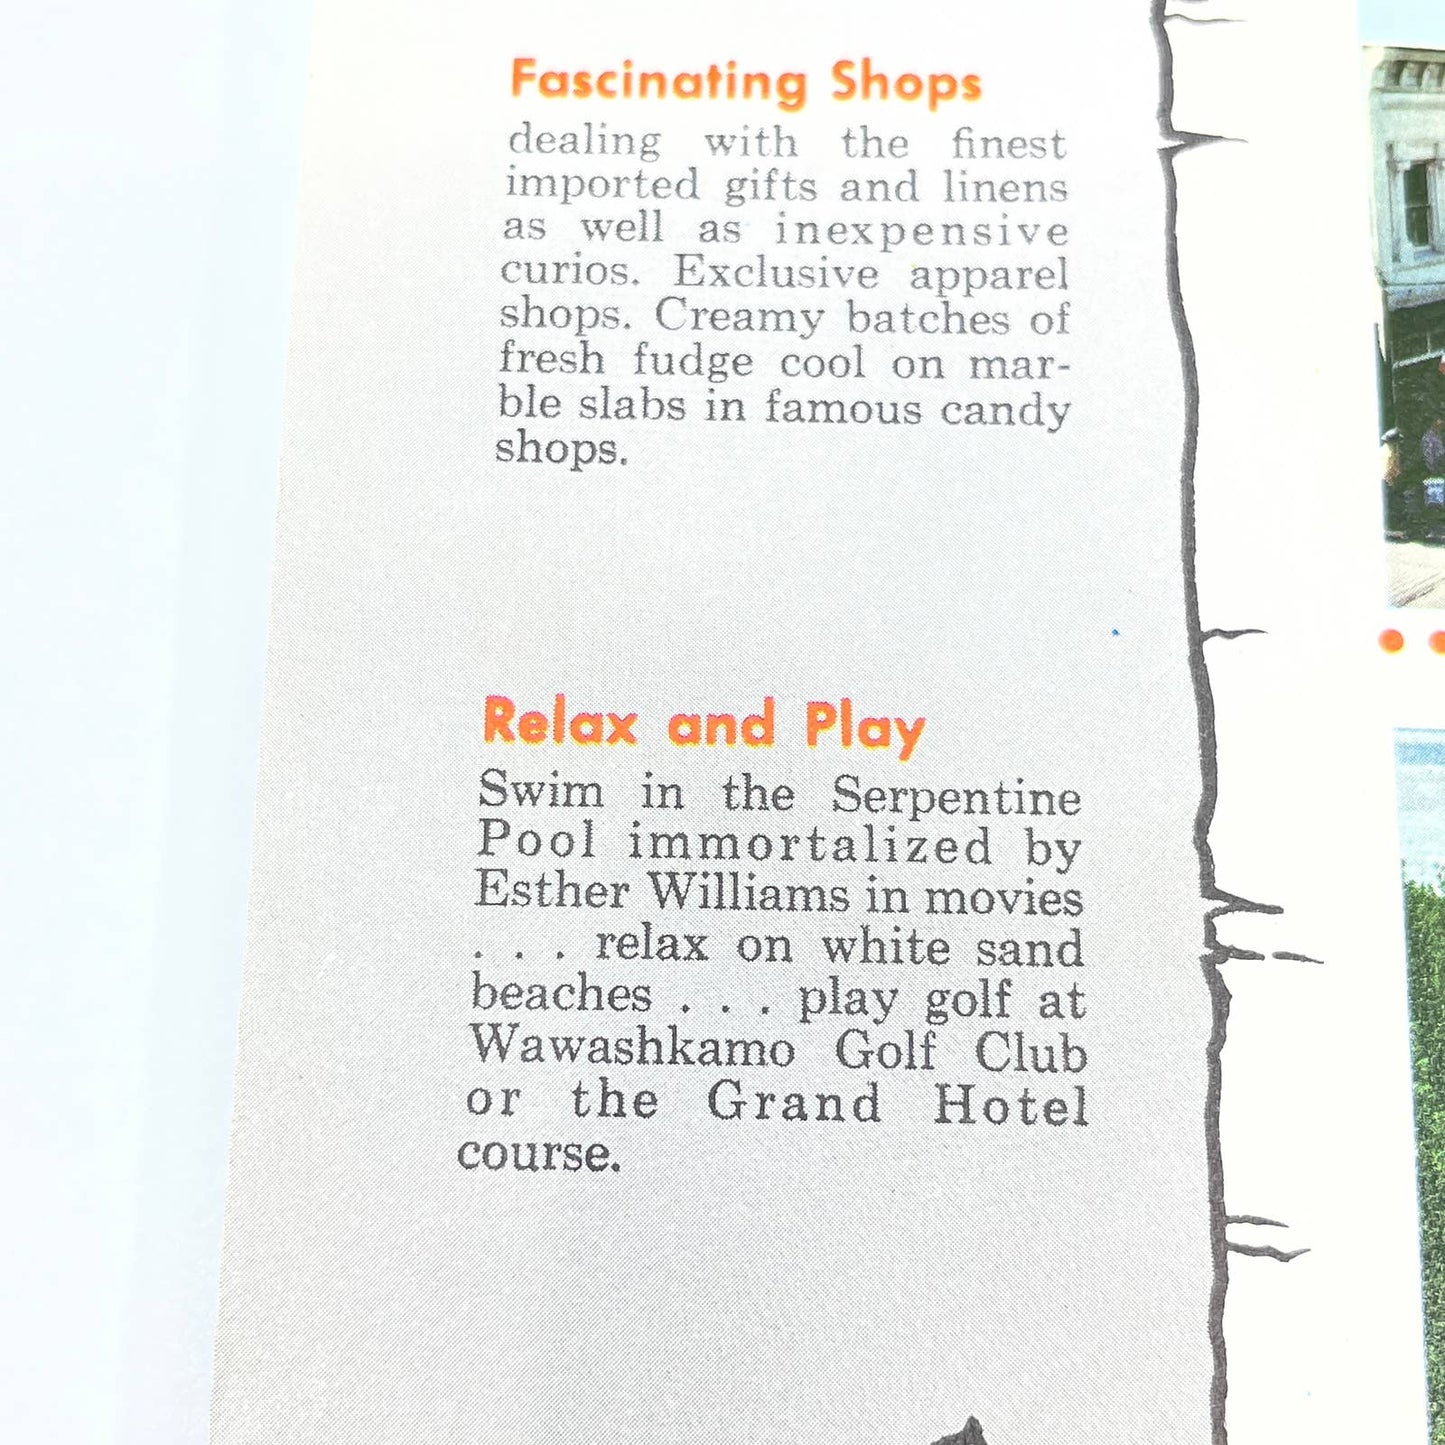 Fascinating Shops
dealing with the finest
imported gifts and linens
as well as inexpensive
curios. Exclusive apparel
shops. Creamy batches of
fresh fudge cool on mar-
ble slabs in famous candy
shops.
Relax and Play
Swim in the Serpentine
Pool immortalized by
Esther Williams in movies
. . . relax on white sand
beaches . . . play golf at
Wawashkamo Golf Club
or the Grand Hotel
course.